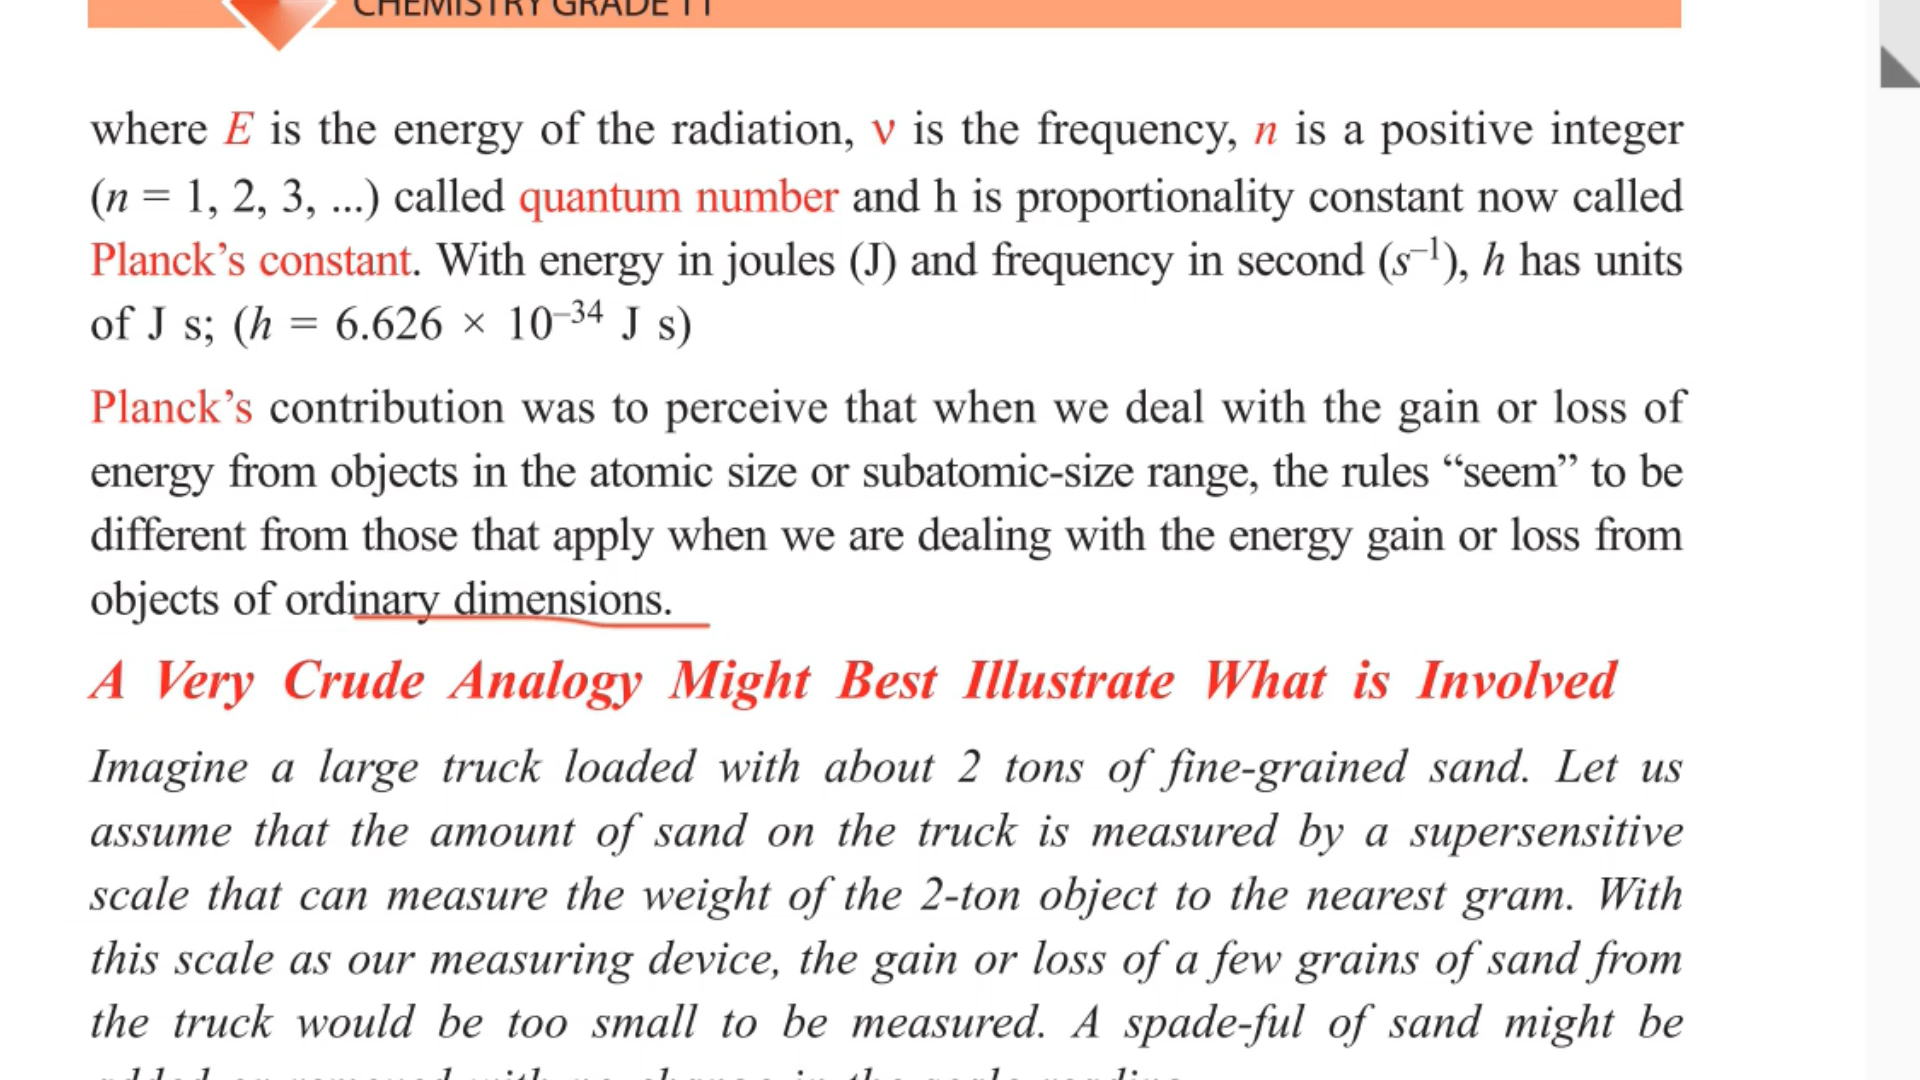 CHEMISTRY GRADE 11
where E is the energy of the radiation, ν is the frequency, n is a positive integer
(n = 1, 2, 3, ...) called quantum number and h is proportionality constant now called
Planck’s constant. With energy in joules (J) and frequency in second (s⁻¹), h has units
of J s; (h = 6.626 × 10⁻³⁴ J s)
Planck’s contribution was to perceive that when we deal with the gain or loss of
energy from objects in the atomic size or subatomic-size range, the rules “seem” to be
different from those that apply when we are dealing with the energy gain or loss from
objects of ordinary dimensions.
A Very Crude Analogy Might Best Illustrate What is Involved
Imagine a large truck loaded with about 2 tons of fine-grained sand. Let us
assume that the amount of sand on the truck is measured by a supersensitive
scale that can measure the weight of the 2-ton object to the nearest gram. With
this scale as our measuring device, the gain or loss of a few grains of sand from
the truck would be too small to be measured. A spade-ful of sand might be